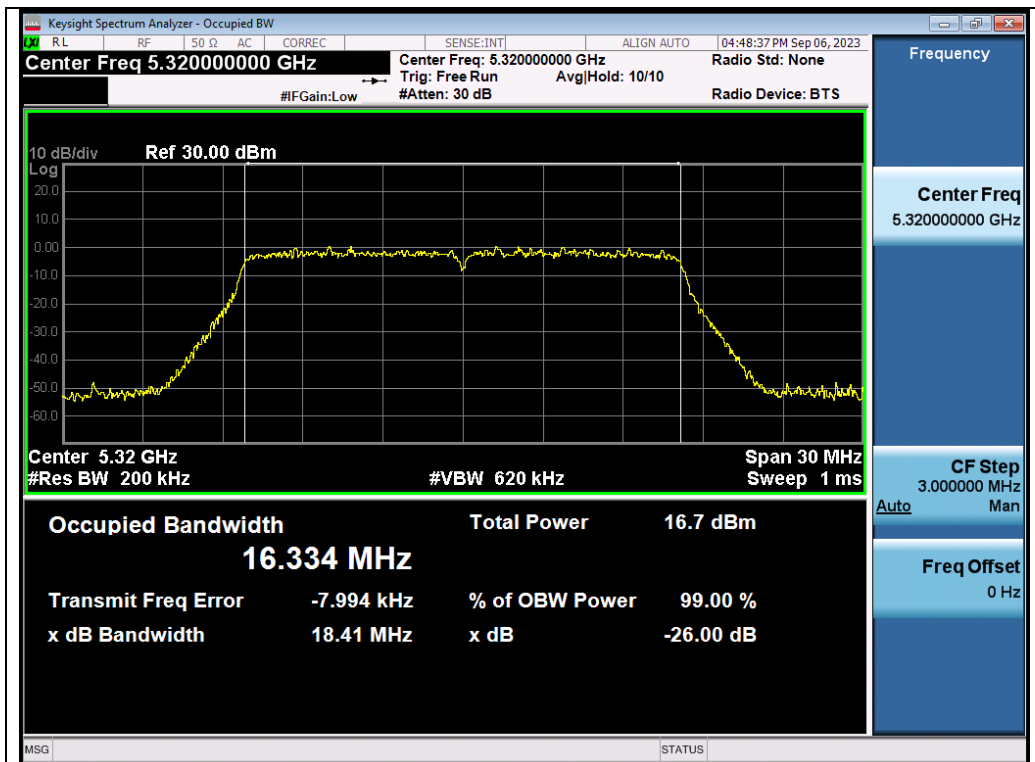 Keysight Spectrum Analyzer - Occupied BW
LXI RL RF 50 Ω AC CORREC SENSE:INT ALIGN AUTO 04:48:37 PM Sep 06, 2023
Center Freq 5.320000000 GHz
Center Freq: 5.320000000 GHz
Radio Std: None
Trig: Free Run Avg|Hold: 10/10
#IFGain:Low
#Atten: 30 dB
Radio Device: BTS
10 dB/div Ref 30.00 dBm
Log
20.0
10.0
0.00
-10.0
-20.0
-30.0
-40.0
-50.0
-60.0
Center 5.32 GHz
Span 30 MHz
#Res BW 200 kHz
#VBW 620 kHz
Sweep 1 ms
Occupied Bandwidth
Total Power 16.7 dBm
16.334 MHz
Transmit Freq Error -7.994 kHz
% of OBW Power 99.00 %
x dB Bandwidth 18.41 MHz
x dB -26.00 dB
MSG
STATUS
Frequency
Center Freq
5.320000000 GHz
CF Step
3.000000 MHz
Auto Man
Freq Offset
0 Hz